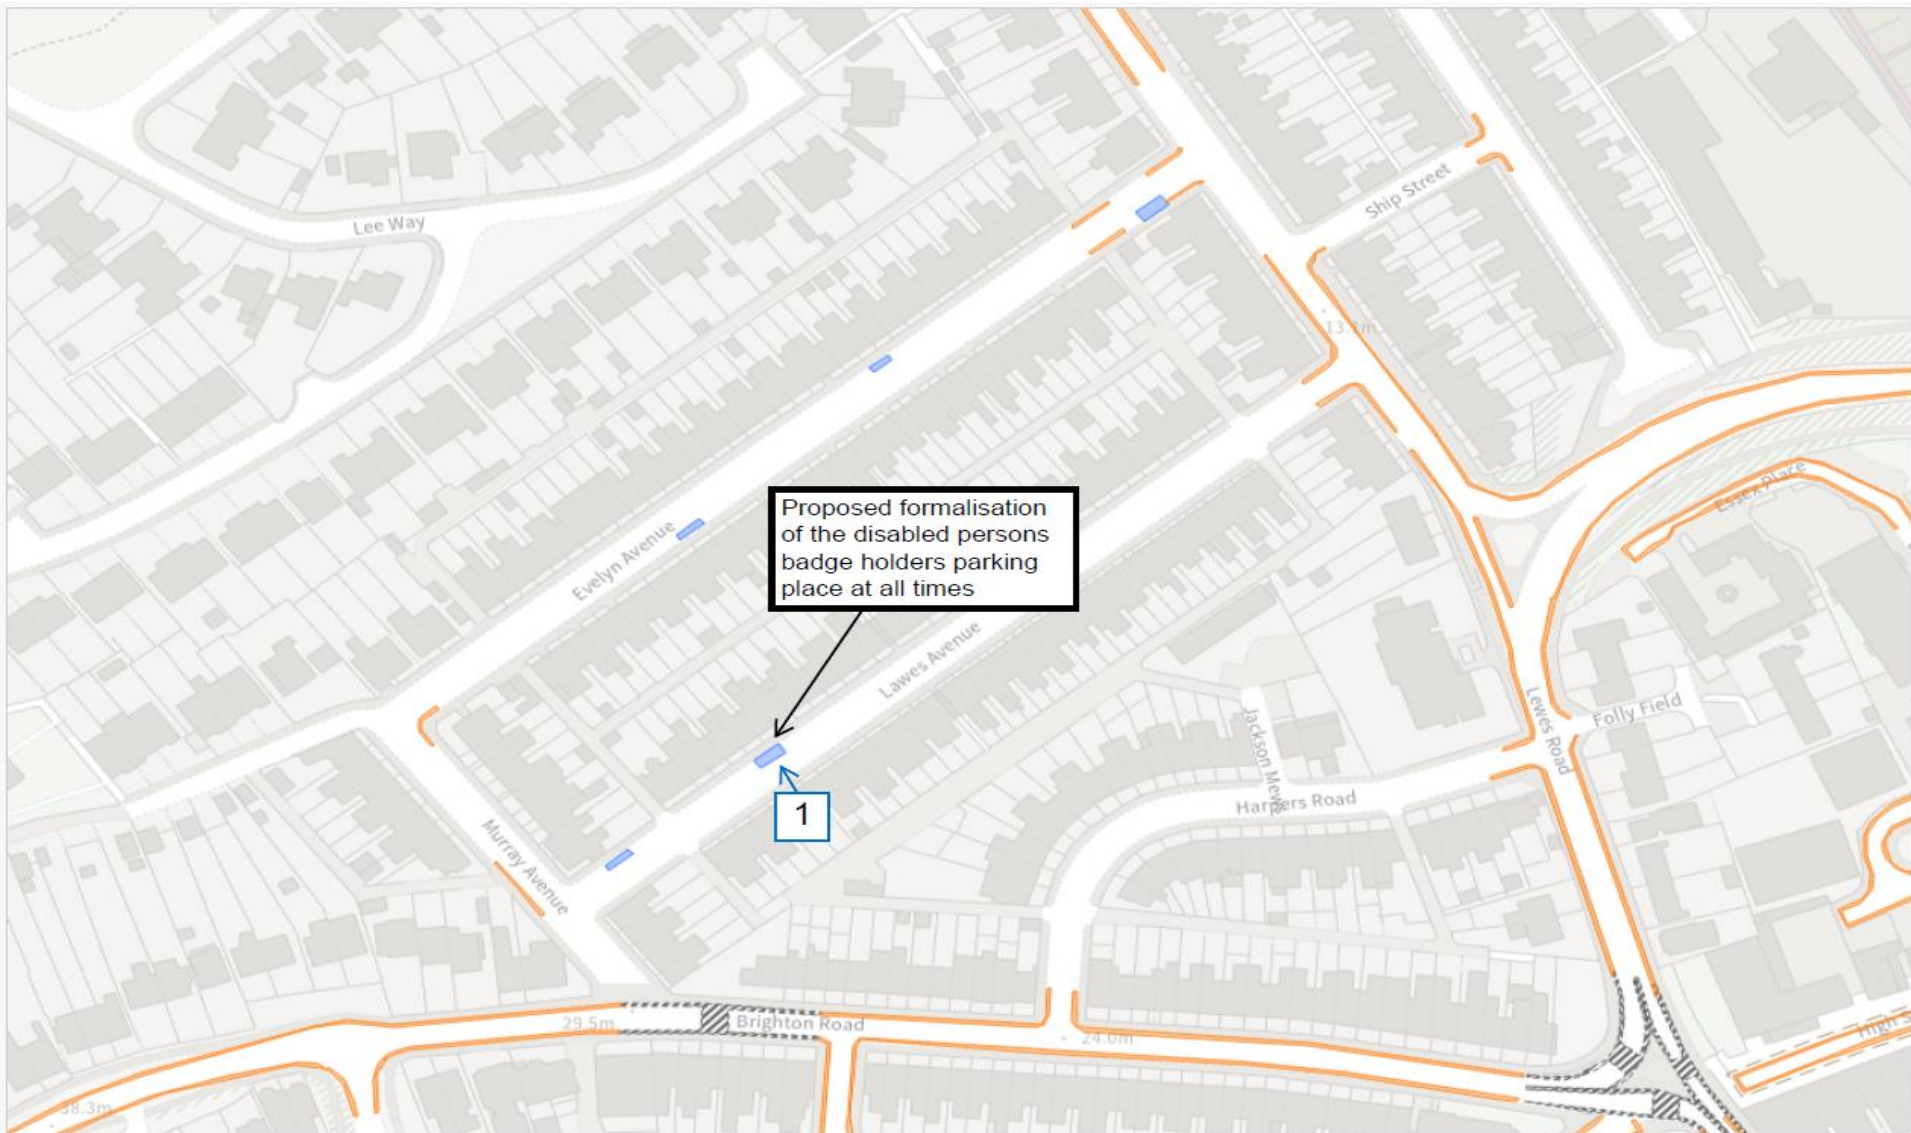 Lee Way
Ship Street
13.1m
Essex Place
Evelyn Avenue
Proposed formalisation
of the disabled persons
badge holders parking
place at all times
Lawes Avenue
1
Murray Avenue
Jackson Mews
Harpers Road
Lewes Road
Folly Field
29.5m
Brighton Road
24.0m
High S
38.3m